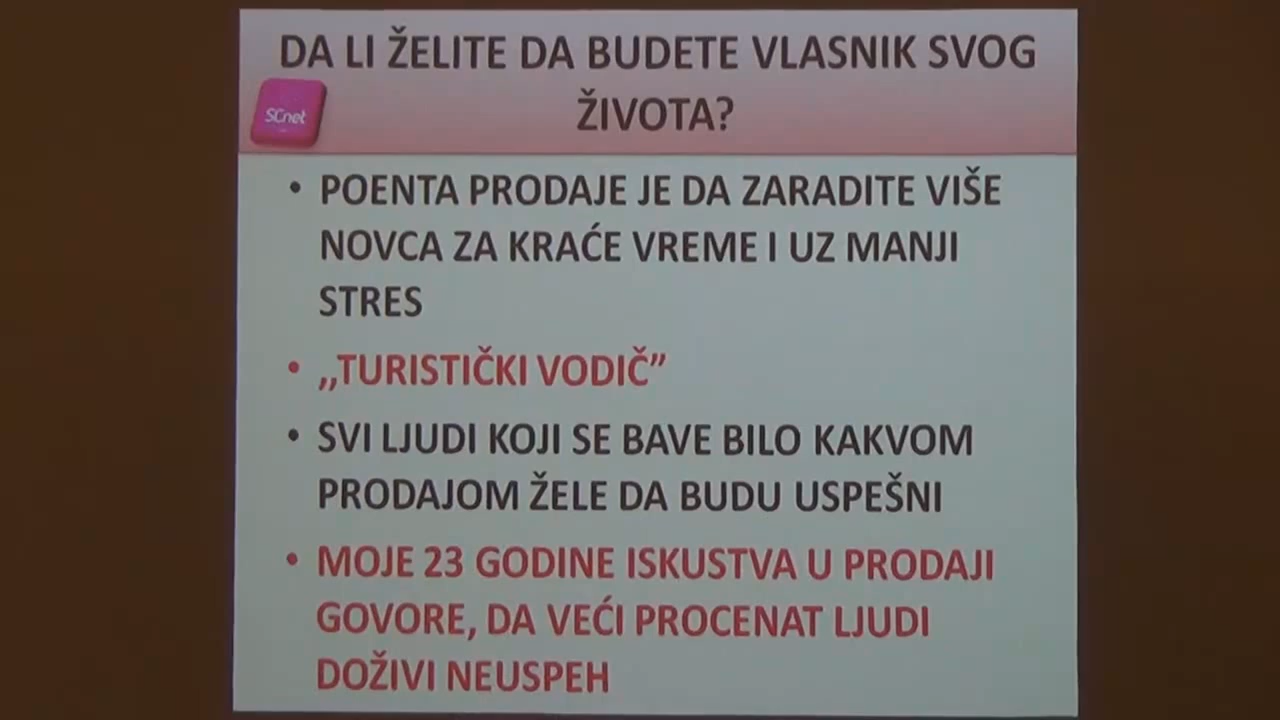 DA LI ŽELITE DA BUDETE VLASNIK SVOG
ŽIVOTA?
SCnet
• POENTA PRODAJE JE DA ZARADITE VIŠE
NOVCA ZA KRAĆE VREME I UZ MANJI
STRES
• ,,TURISTIČKI VODIČ”
• SVI LJUDI KOJI SE BAVE BILO KAKVOM
PRODAJOM ŽELE DA BUDU USPEŠNI
• MOJE 23 GODINE ISKUSTVA U PRODAJI
GOVORE, DA VEĆI PROCENAT LJUDI
DOŽIVI NEUSPEH